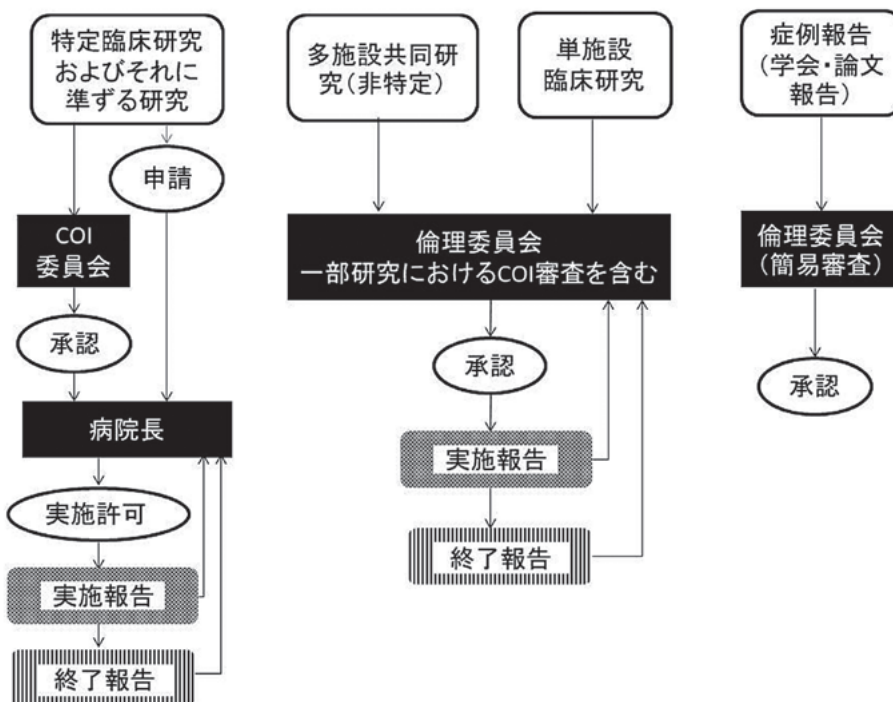 特定臨床研究
およびそれに
準ずる研究
申請
COI
委員会
承認
病院長
実施許可
実施報告
終了報告
多施設共同研
究(非特定)
単施設
臨床研究
倫理委員会
一部研究におけるCOI審査を含む
承認
実施報告
終了報告
症例報告
(学会・論文
報告)
倫理委員会
(簡易審査)
承認